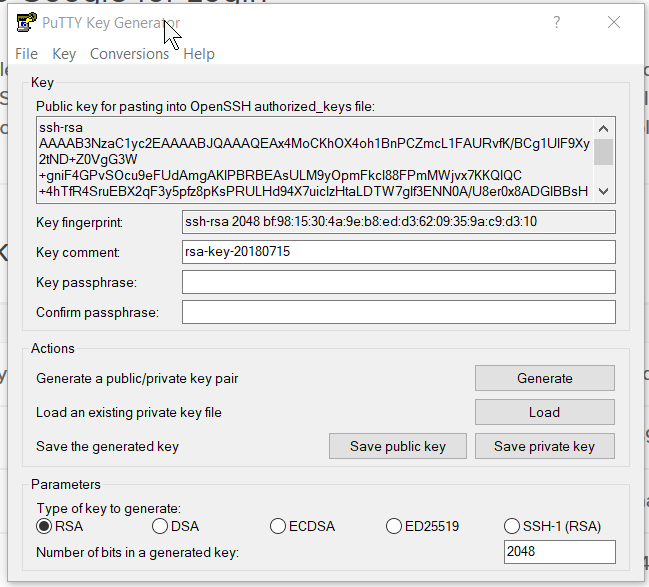 PuTTY Key Generator
File Key Conversions Help
Key
Public key for pasting into OpenSSH authorized_keys file:
ssh-rsa
AAAAB3NzaC1yc2EAAAABJQAAAQEAx4MoCKhOX4oh1BnPCZmcL1FAURvfK/BCg1UIF9Xy
2tND+Z0VgG3W
+gniF4GPvSOcu9eFUdAmgAKIPBRBEAsULM9yOpmFkcI88FPmMWjvx7KKQIQC
+4hTfR4SruEBX2qF3y5pfz8pKsPRULHd94X7uiclzHtaLDTW7glf3ENN0A/U8er0x8ADGIBBsH
Key fingerprint: ssh-rsa 2048 bf:98:15:30:4a:9e:b8:ed:d3:62:09:35:9a:c9:d3:10
Key comment: rsa-key-20180715
Key passphrase:
Confirm passphrase:
Actions
Generate a public/private key pair Generate
Load an existing private key file Load
Save the generated key Save public key Save private key
Parameters
Type of key to generate:
RSA DSA ECDSA ED25519 SSH-1 (RSA)
Number of bits in a generated key: 2048